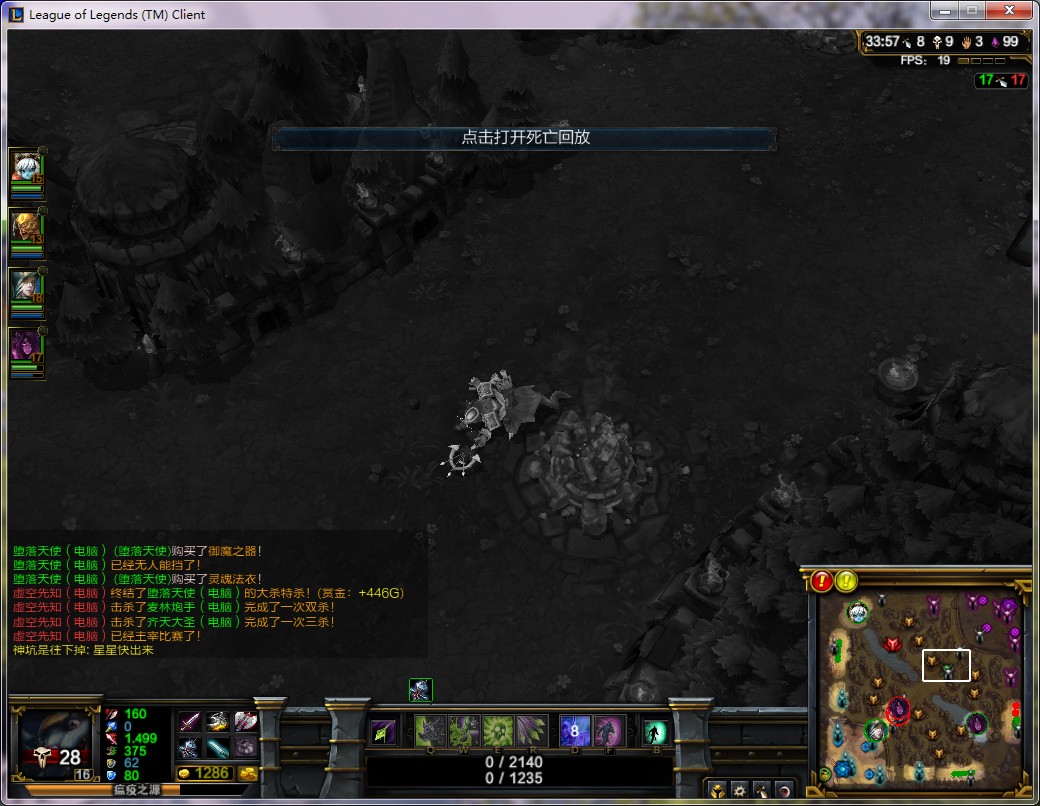 League of Legends (TM) Client
33:57 8 9 3 99
FPS: 19
17 17
点击打开死亡回放
15
13
18
17
堕落天使（电脑）(堕落天使)购买了御魔之器！
堕落天使（电脑）已经无人能挡了！
堕落天使（电脑）(堕落天使)购买了灵魂法衣！
虚空先知（电脑）终结了堕落天使（电脑）的大杀特杀！(赏金：+446G)
虚空先知（电脑）击杀了麦林炮手（电脑）完成了一次双杀！
虚空先知（电脑）击杀了齐天大圣（电脑）完成了一次三杀！
虚空先知（电脑）已经主宰比赛了！
神坑是往下掉: 星星快出来
28
16
160
0
1.499
375
62
80
1286
瘟疫之源
8
Q W E R D F B
0 / 2140
0 / 1235